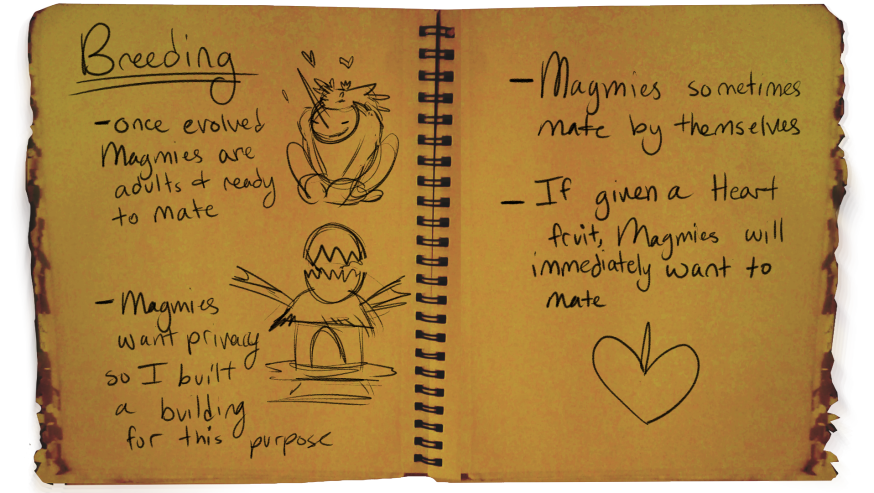 Breeding
- once evolved
Magmies are
adults & ready
to mate
- Magmies
want privacy
so I built
a building
for this purpose
- Magmies sometimes
mate by themselves
- If given a Heart
fruit, Magmies will
immediately want to
mate